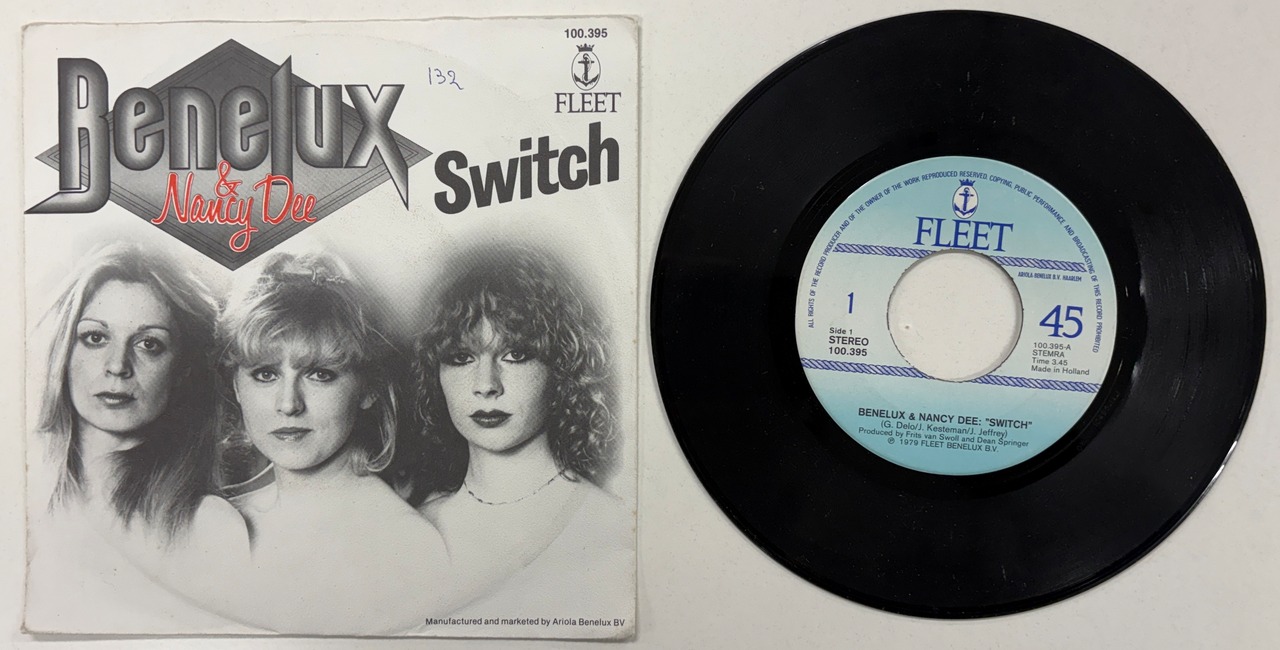 100.395
132
FLEET
Benelux
& Nancy Dee
Switch
Manufactured and marketed by Ariola Benelux BV
ALL RIGHTS OF THE RECORD PRODUCER AND OF THE OWNER OF THE WORK REPRODUCED RESERVED. COPYING, PUBLIC PERFORMANCE AND BROADCASTING OF THIS RECORD PROHIBITED
FLEET
ARIOLA BENELUX B.V. HAARLEM
1
45
Side 1
STEREO
100.395
100.395-A
STEMRA
Time 3.45
Made in Holland
BENELUX & NANCY DEE: "SWITCH"
(G. Delo/J. Kesteman/J. Jeffrey)
Produced by Frits van Swoll and Dean Springer
℗ 1979 FLEET BENELUX B.V.